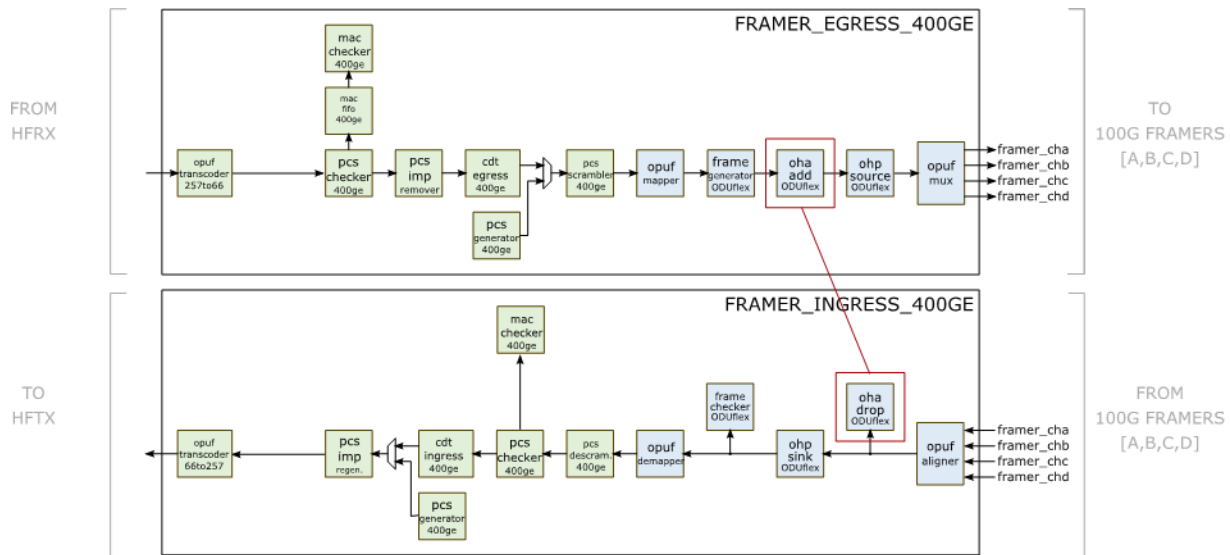 FRAMER_EGRESS_400GE
FROM
HFRX
mac
checker
400ge
mac
fifo
400ge
opuf
transcoder
257to66
pcs
checker
400ge
pcs
imp
remover
cdt
egress
400ge
pcs
generator
400ge
pcs
scrambler
400ge
opuf
mapper
frame
generator
ODUflex
oha
add
ODUflex
ohp
source
ODUflex
opuf
mux
framer_cha
framer_chb
framer_chc
framer_chd
TO
100G FRAMERS
[A,B,C,D]
FRAMER_INGRESS_400GE
TO
HFTX
opuf
transcoder
66to257
pcs
imp
regen.
cdt
ingress
400ge
pcs
generator
400ge
mac
checker
400ge
pcs
checker
400ge
pcs
descram.
400ge
opuf
demapper
frame
checker
ODUflex
ohp
sink
ODUflex
oha
drop
ODUflex
opuf
aligner
framer_cha
framer_chb
framer_chc
framer_chd
FROM
100G FRAMERS
[A,B,C,D]